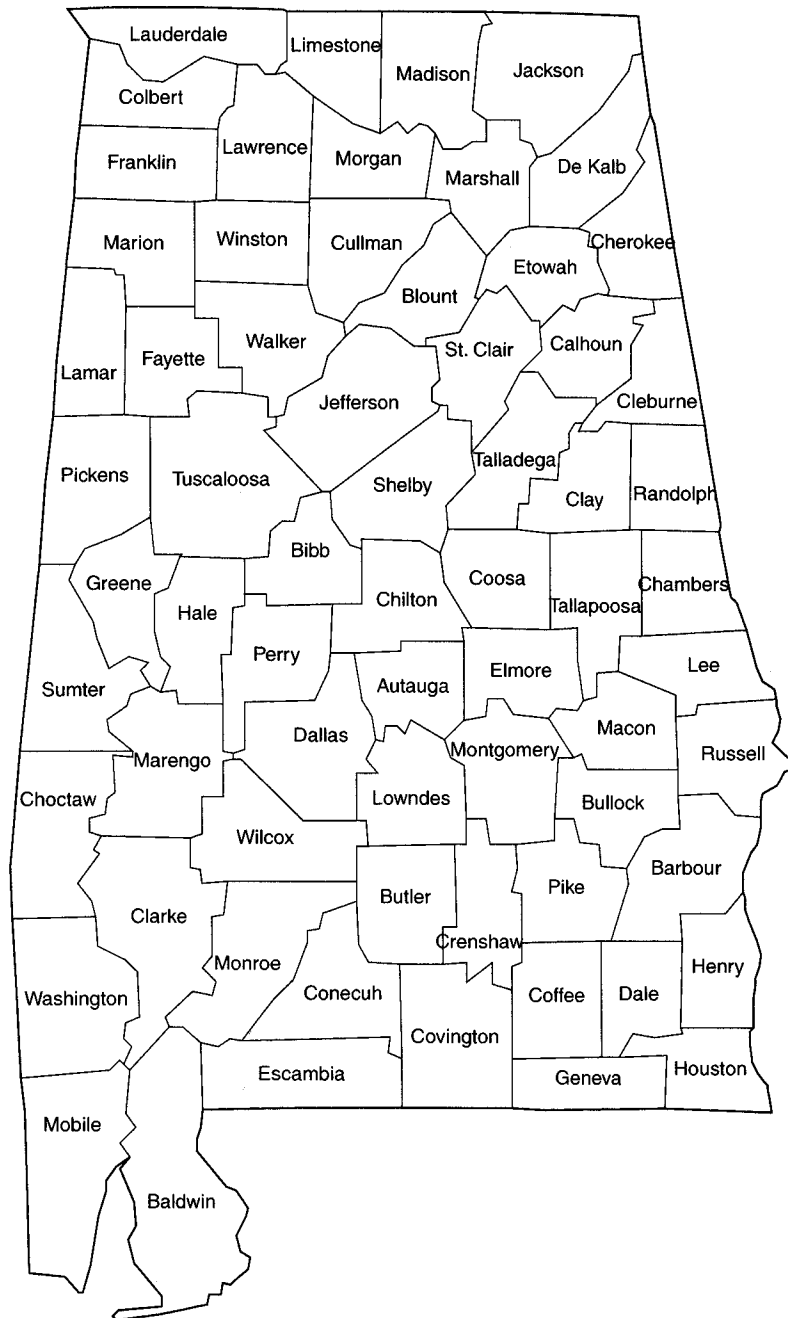 Lauderdale
Limestone
Madison
Jackson
Colbert
Lawrence
Franklin
Morgan
Marshall
De Kalb
Marion
Winston
Cullman
Cherokee
Etowah
Blount
Walker
St. Clair
Calhoun
Lamar
Fayette
Jefferson
Cleburne
Pickens
Tuscaloosa
Shelby
Talladega
Clay
Randolph
Bibb
Greene
Hale
Chilton
Coosa
Tallapoosa
Chambers
Sumter
Perry
Autauga
Elmore
Lee
Marengo
Dallas
Montgomery
Macon
Russell
Choctaw
Lowndes
Bullock
Wilcox
Clarke
Butler
Pike
Barbour
Monroe
Crenshaw
Washington
Conecuh
Coffee
Dale
Henry
Covington
Escambia
Geneva
Houston
Mobile
Baldwin